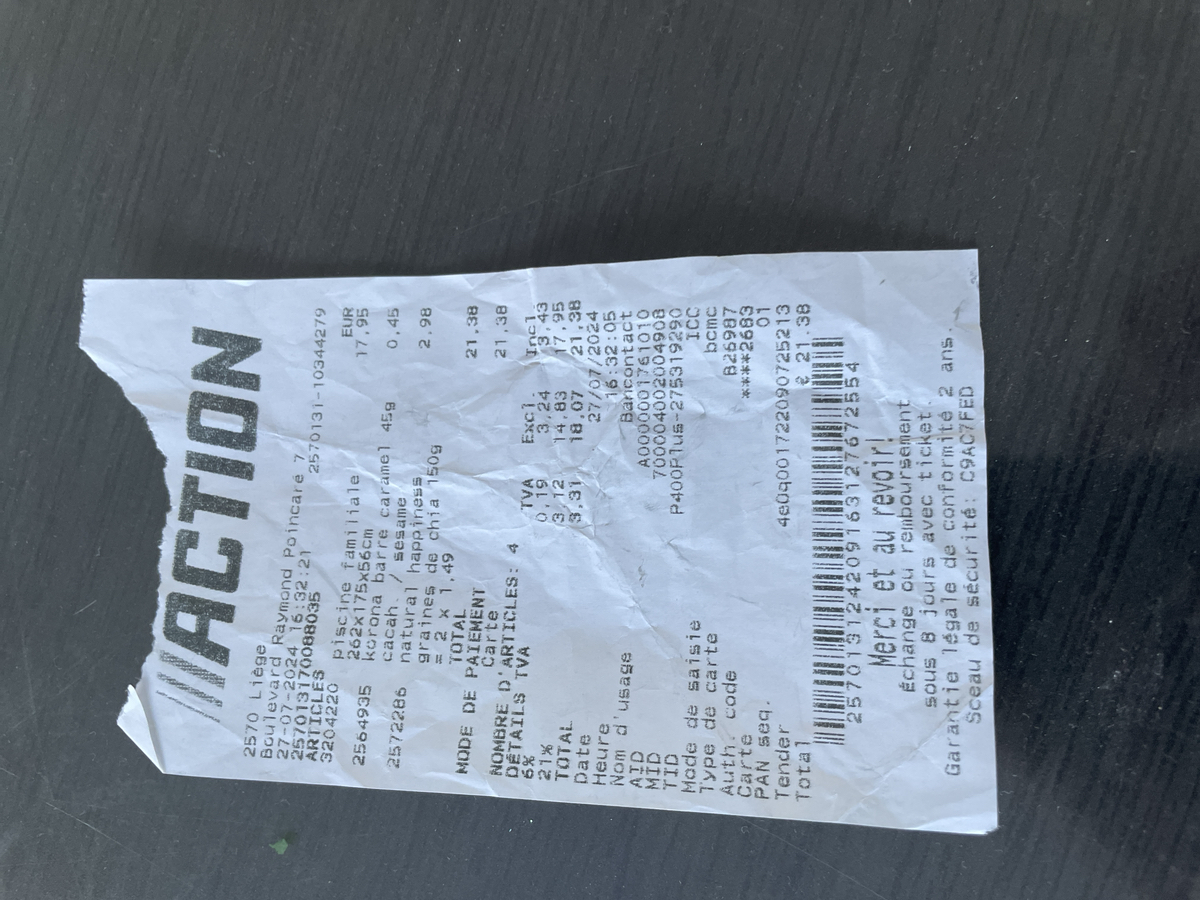 ACTION
2570 Liège
Boulevard Raymond Poincaré 7
27-07-2024 16:32:21 2570131-10344279
257013170088035
ARTICLES EUR
3204220 piscine familiale 17,95
262x175x56cm
2564935 korona barre caramel 45g 0,45
cacah. / sesame
2572286 natural happiness 2,98
graines de chia 150g
= 2 x 1,49
TOTAL 21,38
MODE DE PAIEMENT
Carte 21,38
NOMBRE D'ARTICLES: 4
DÉTAILS TVA TVA Excl. Incl.
6% 0,19 3,24 3,43
21% 3,12 14,83 17,95
TOTAL 3,31 18,07 21,38
Date 27/07/2024
Heure 16:32:05
Nom d'usage Bancontact
AID A0000001761010
MID 700004002004908
TID P400Plus-275319290
Mode de saisie ICC
Type de carte bcmc
Auth. code B26987
Carte ****2683
PAN seq. 01
Tender 4e0q001722090725213
Total € 21.38
257013124209163127672554
Merci et au revoir!
Échange ou remboursement
sous 8 jours avec ticket.
Garantie légale de conformité 2 ans.
Sceau de sécurité: C9AC7FED